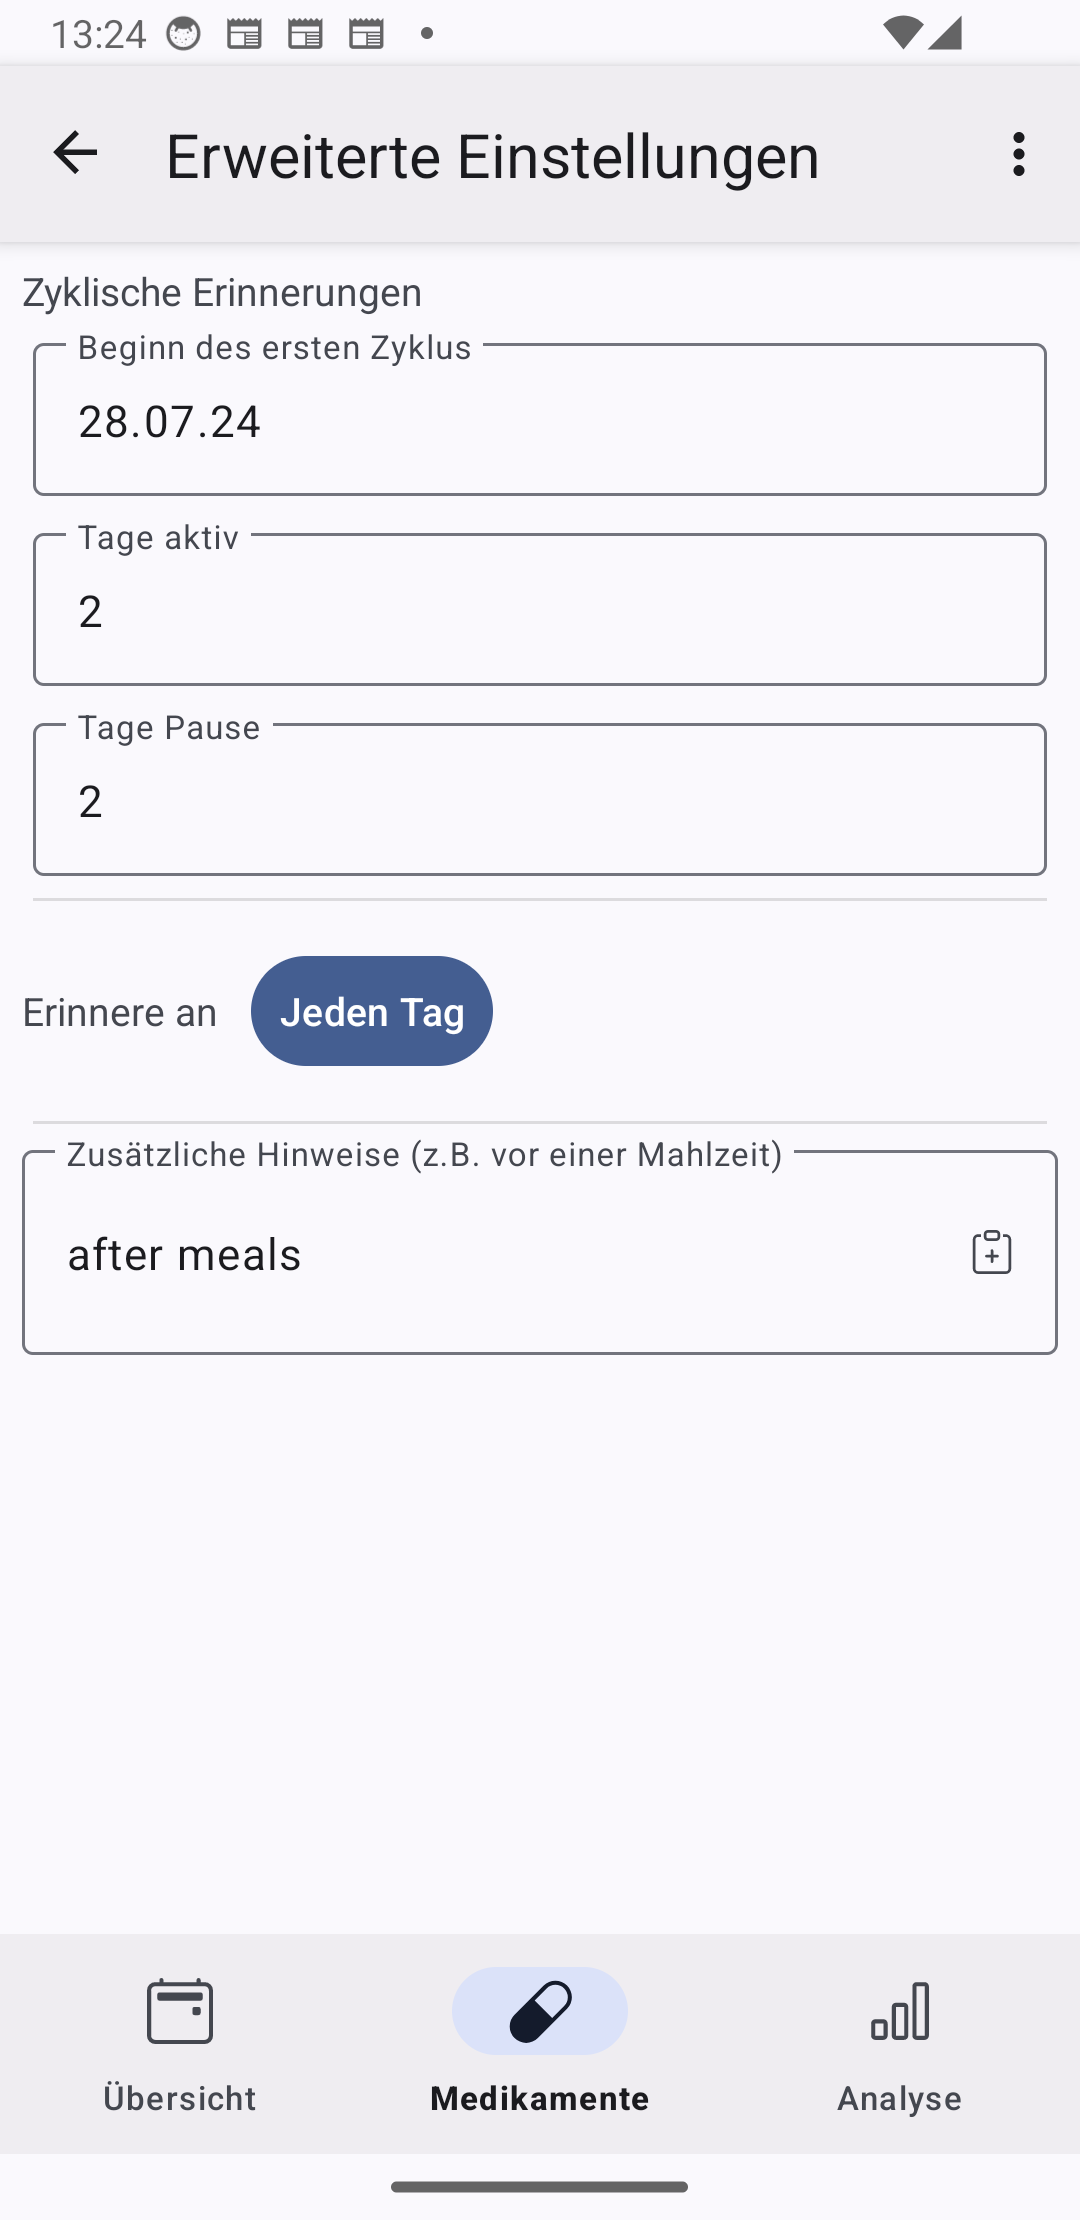 13:24
Erweiterte Einstellungen
Zyklische Erinnerungen
Beginn des ersten Zyklus
28.07.24
Tage aktiv
2
Tage Pause
2
Erinnere an
Jeden Tag
Zusätzliche Hinweise (z.B. vor einer Mahlzeit)
after meals
Übersicht
Medikamente
Analyse